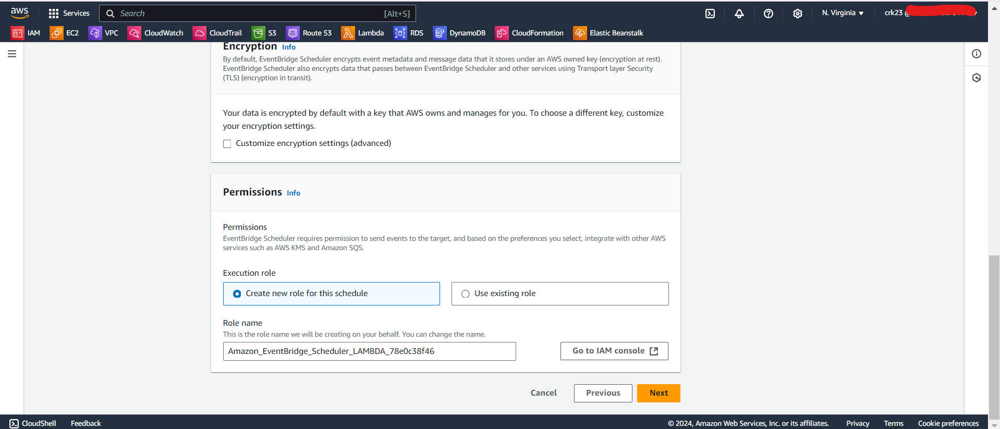 aws
Services
Search
[Alt+S]
N. Virginia
crk23 @
IAM
EC2
VPC
CloudWatch
CloudTrail
S3
Route 53
Lambda
RDS
DynamoDB
CloudFormation
Elastic Beanstalk
Encryption Info
By default, EventBridge Scheduler encrypts event metadata and message data that it stores under an AWS owned key (encryption at rest).
EventBridge Scheduler also encrypts data that passes between EventBridge Scheduler and other services using Transport layer Security
(TLS) (encryption in transit).
Your data is encrypted by default with a key that AWS owns and manages for you. To choose a different key, customize
your encryption settings.
Customize encryption settings (advanced)
Permissions Info
Permissions
EventBridge Scheduler requires permission to send events to the target, and based on the preferences you select, integrate with other AWS
services such as AWS KMS and Amazon SQS.
Execution role
Create new role for this schedule
Use existing role
Role name
This is the role name we will be creating on your behalf. You can change the name.
Amazon_EventBridge_Scheduler_LAMBDA_78e0c38f46
Go to IAM console
Cancel
Previous
Next
CloudShell
Feedback
© 2024, Amazon Web Services, Inc. or its affiliates.
Privacy
Terms
Cookie preferences